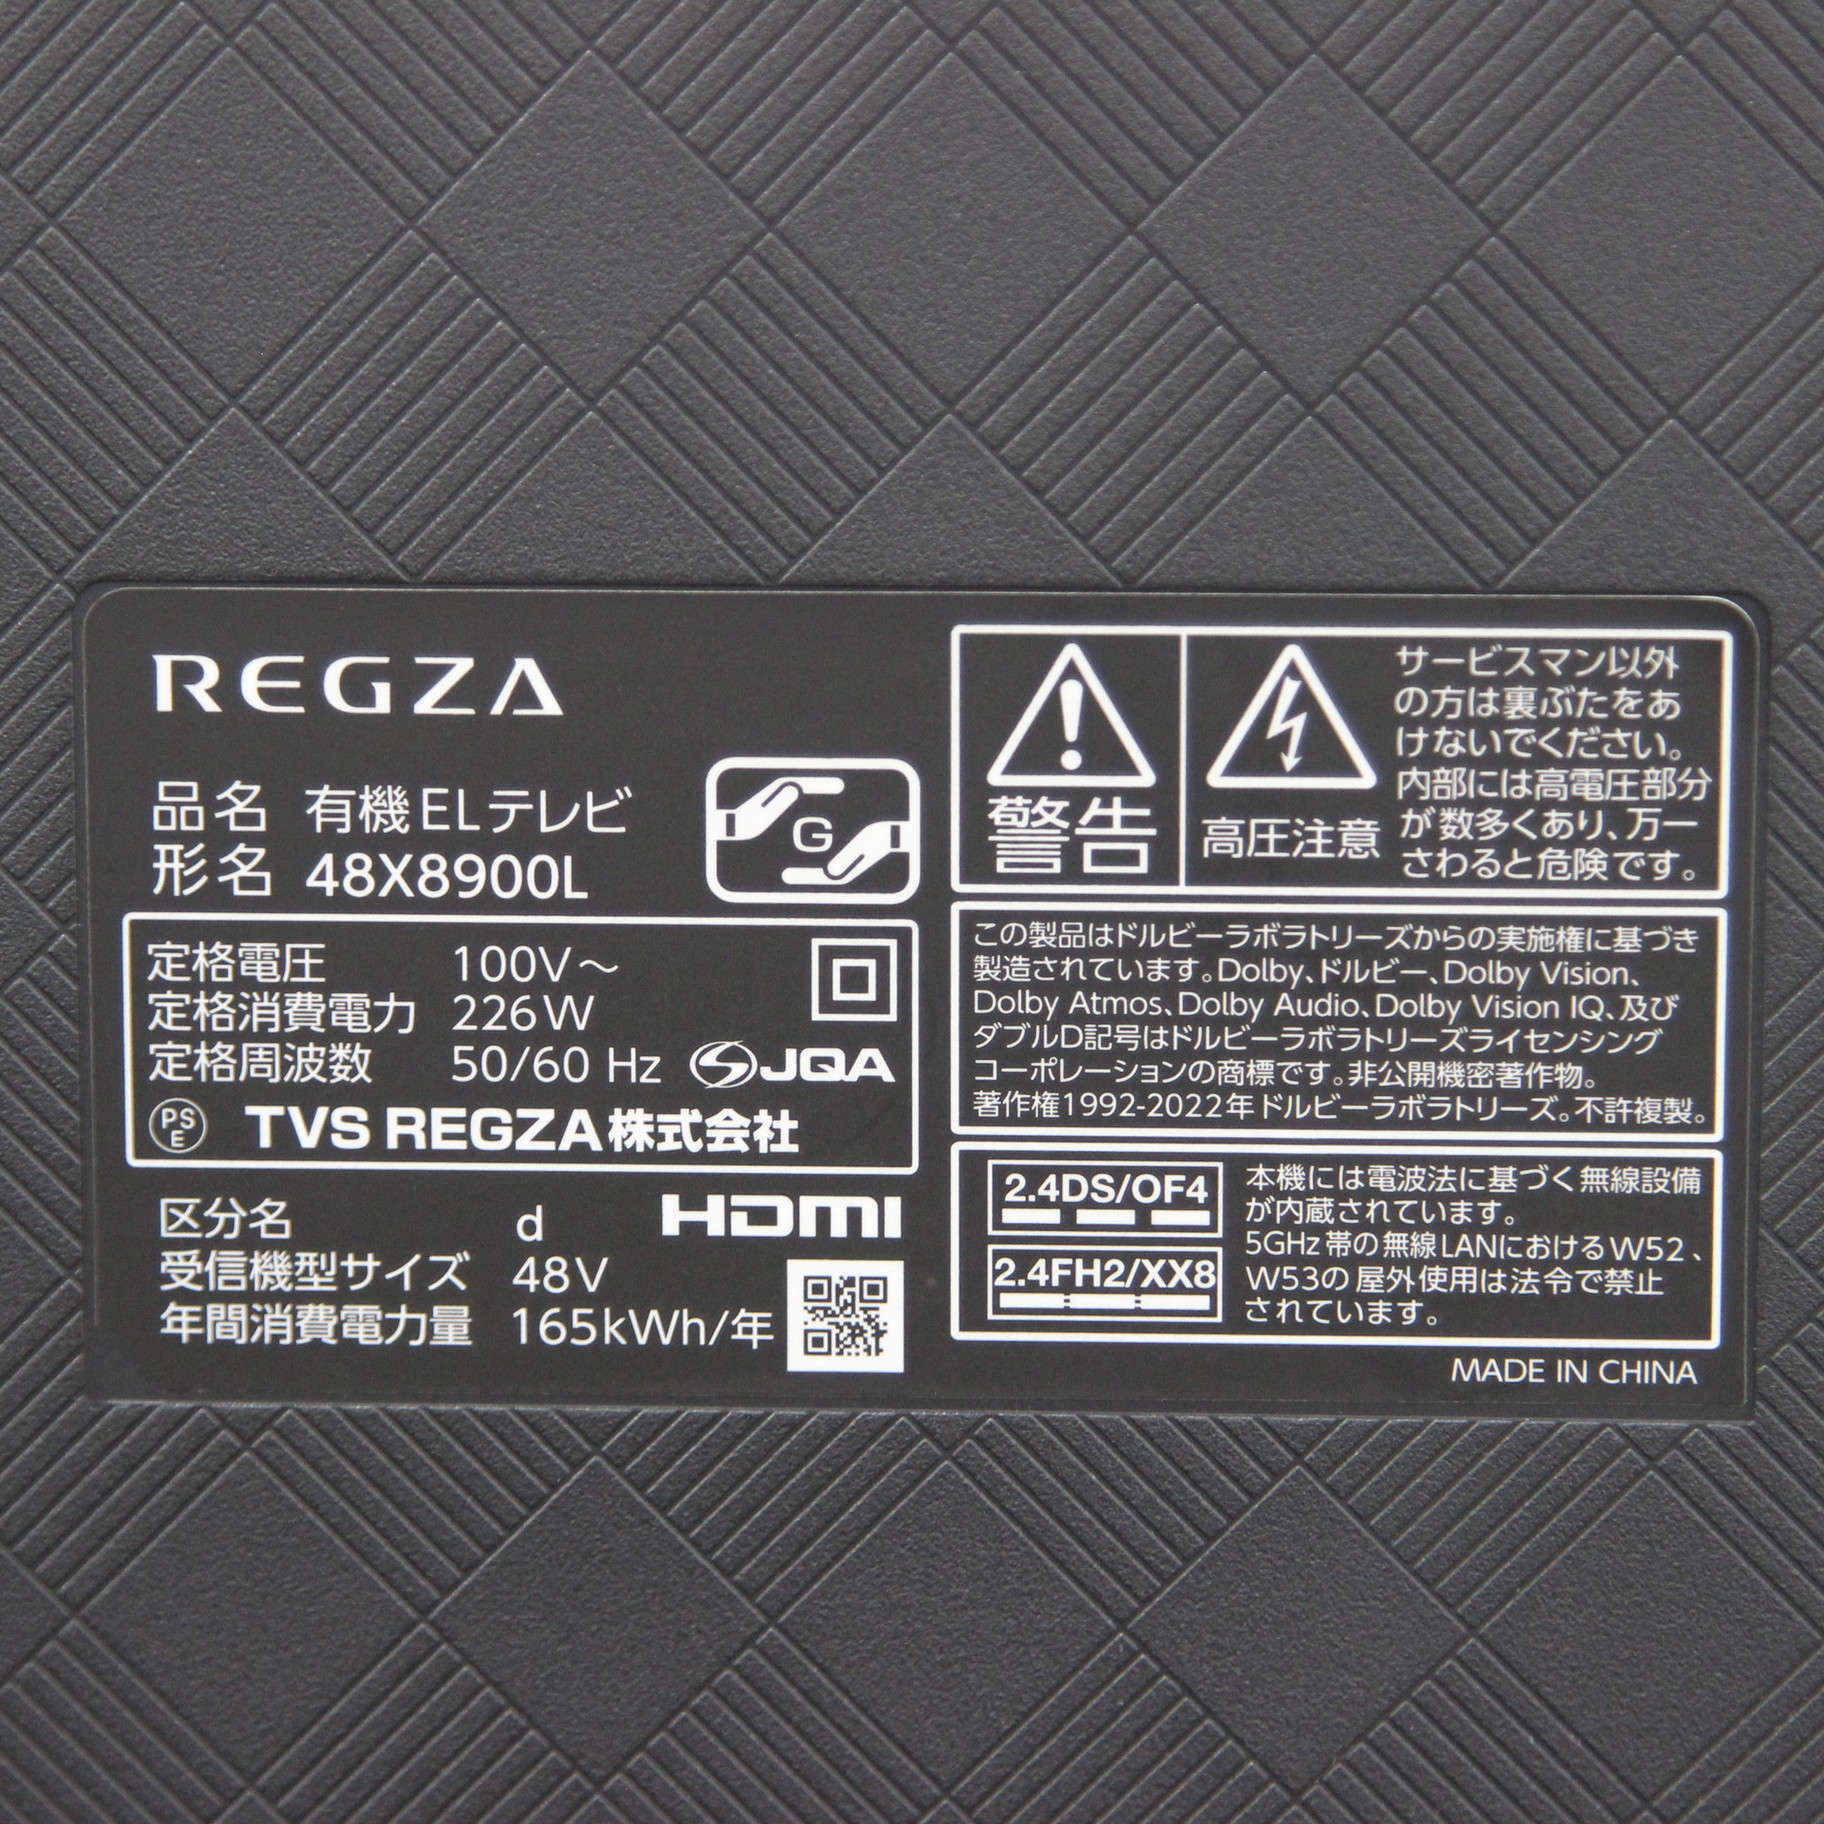 REGZA
品名 有機ELテレビ
形名 48X8900L
G
定格電圧 100V～
定格消費電力 226W
定格周波数 50/60 Hz
JQA
PS
E
TVS REGZA株式会社
区分名 d
HDMI
受信機型サイズ 48V
年間消費電力量 165kWh/年
警告
高圧注意
サービスマン以外
の方は裏ぶたをあ
けないでください。
内部には高電圧部分
が数多くあり、万一
さわると危険です。
この製品はドルビーラボラトリーズからの実施権に基づき
製造されています。Dolby、ドルビー、Dolby Vision、
Dolby Atmos、Dolby Audio、Dolby Vision IQ、及び
ダブルD記号はドルビーラボラトリーズライセンシング
コーポレーションの商標です。非公開機密著作物。
著作権1992-2022年ドルビーラボラトリーズ。不許複製。
2.4DS/OF4
2.4FH2/XX8
本機には電波法に基づく無線設備
が内蔵されています。
5GHz帯の無線LANにおけるW52、
W53の屋外使用は法令で禁止
されています。
MADE IN CHINA